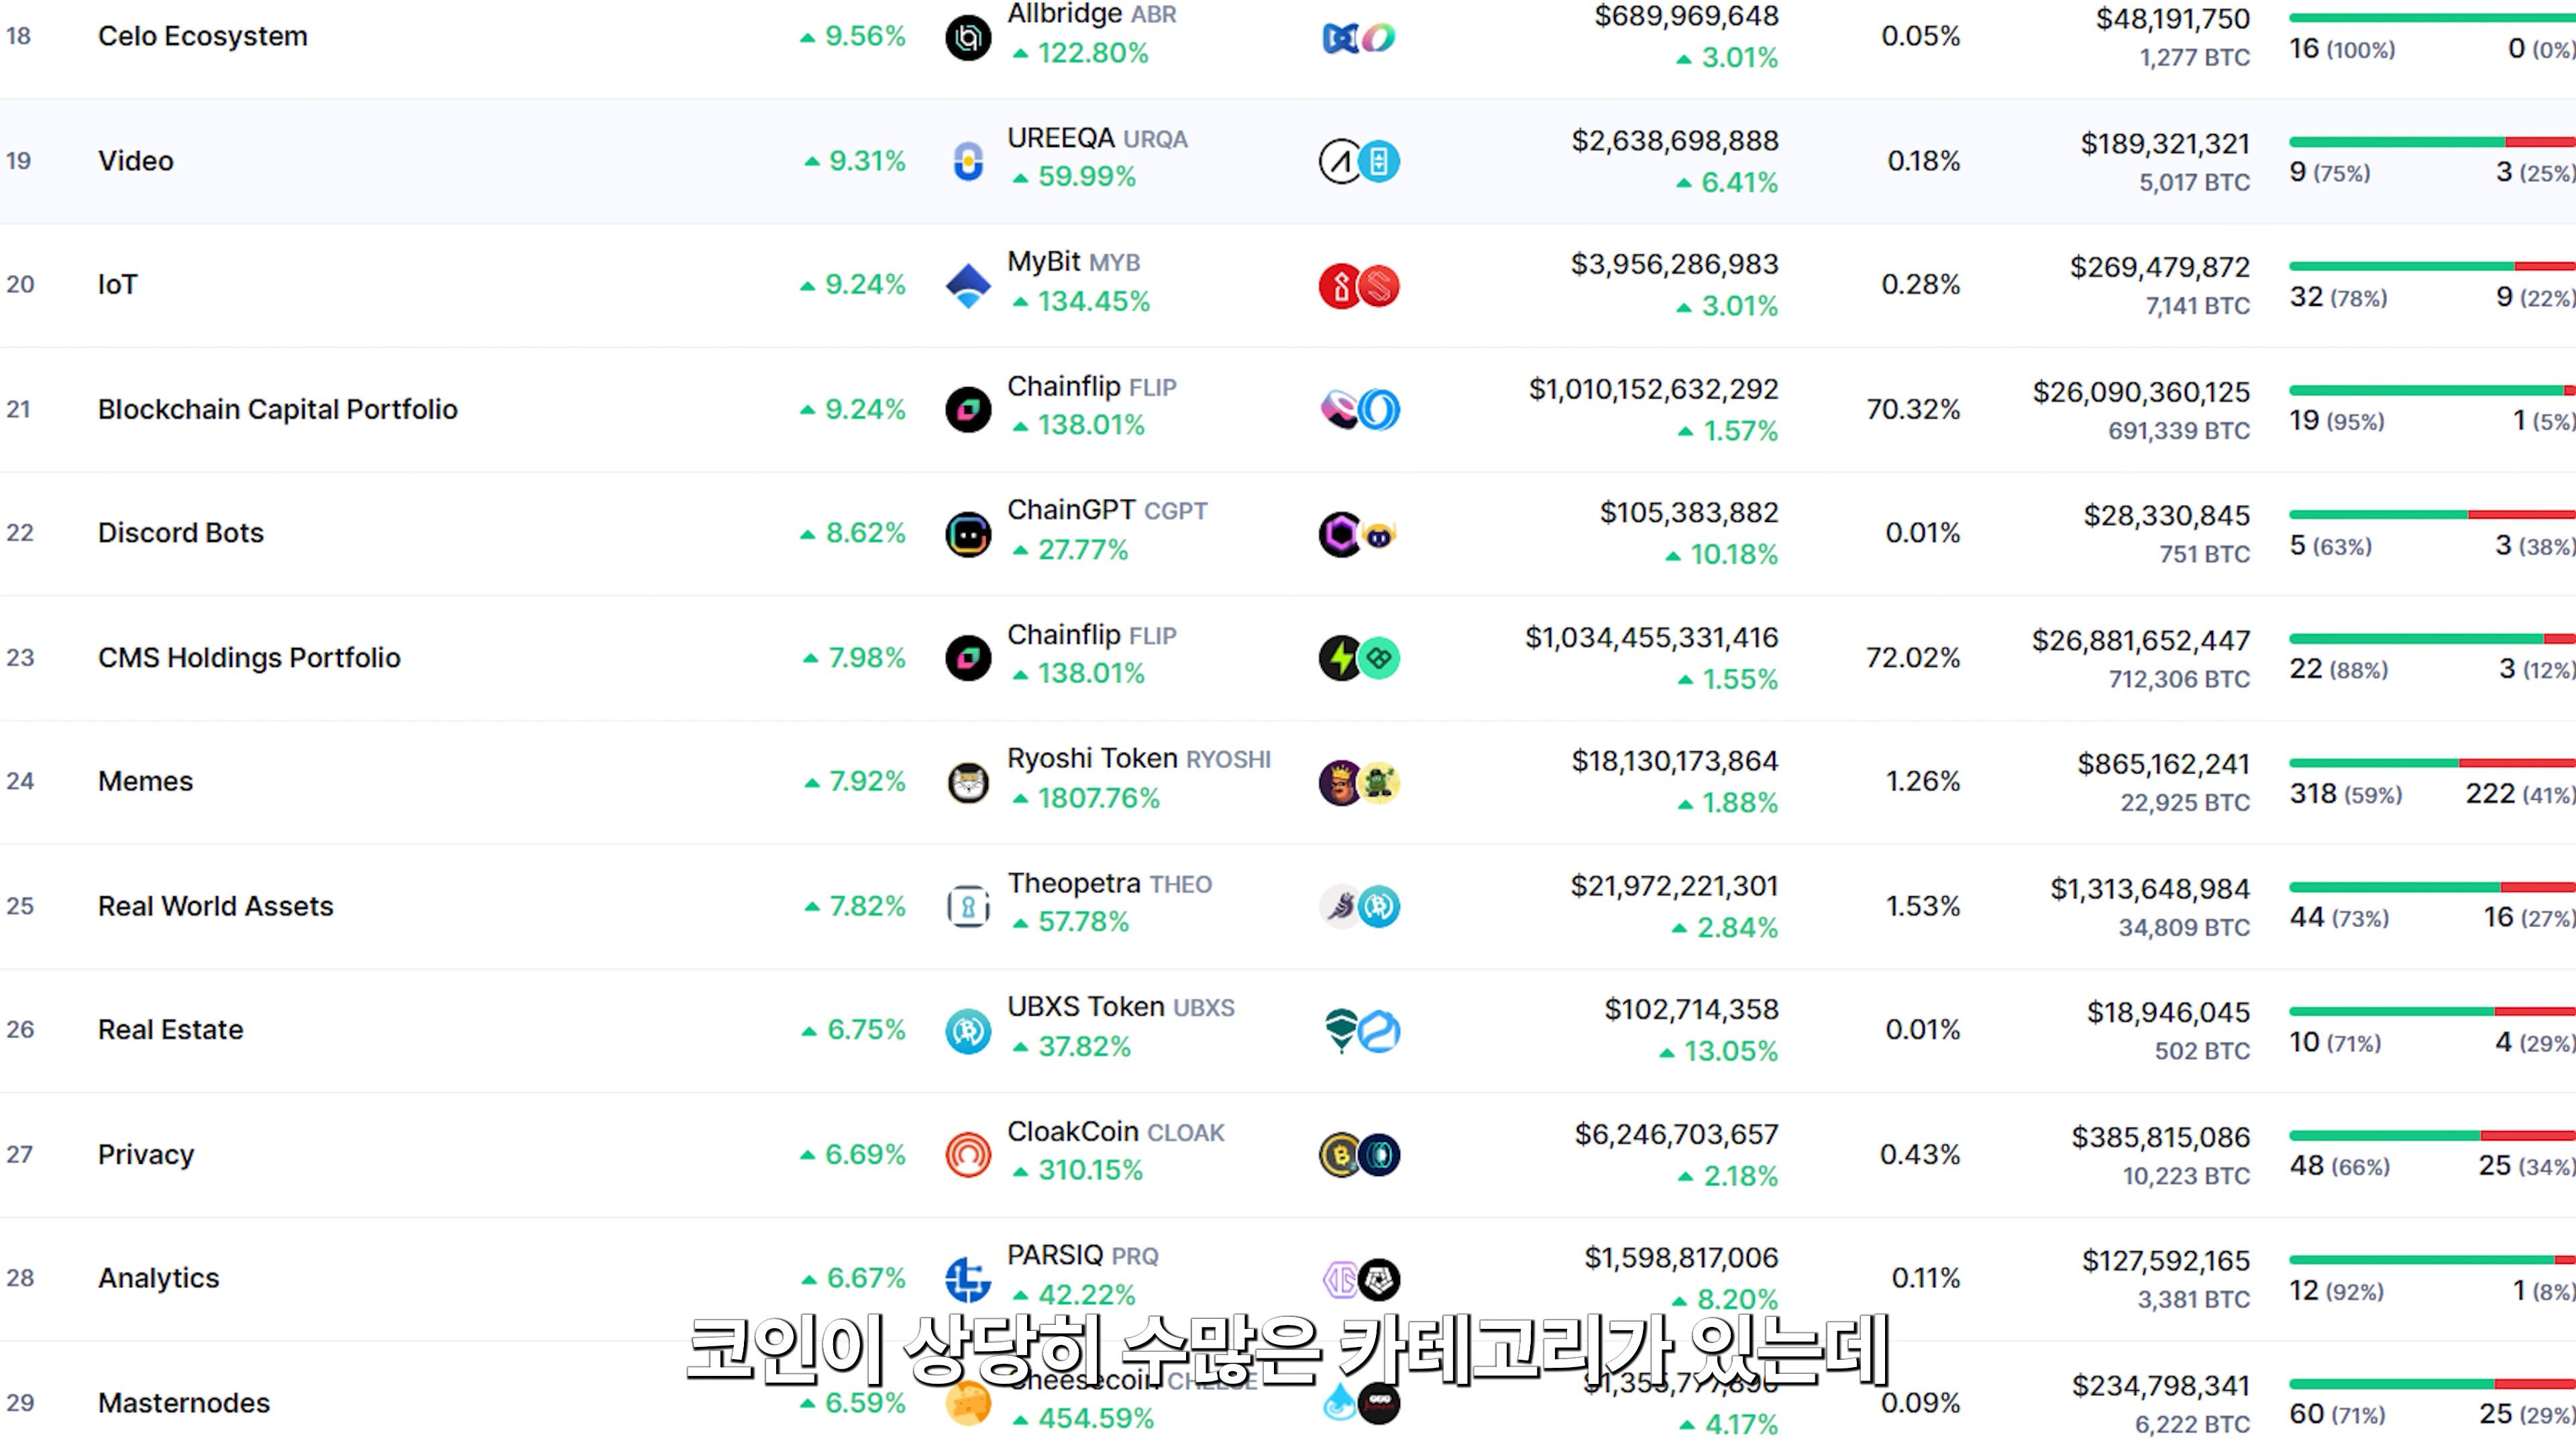 18 Celo Ecosystem 9.56% Allbridge ABR 122.80% $689,969,648 3.01% 0.05% $48,191,750 1,277 BTC 16 (100%) 0 (0%)
19 Video 9.31% UREEQA URQA 59.99% $2,638,698,888 6.41% 0.18% $189,321,321 5,017 BTC 9 (75%) 3 (25%)
20 IoT 9.24% MyBit MYB 134.45% $3,956,286,983 3.01% 0.28% $269,479,872 7,141 BTC 32 (78%) 9 (22%)
21 Blockchain Capital Portfolio 9.24% Chainflip FLIP 138.01% $1,010,152,632,292 1.57% 70.32% $26,090,360,125 691,339 BTC 19 (95%) 1 (5%)
22 Discord Bots 8.62% ChainGPT CGPT 27.77% $105,383,882 10.18% 0.01% $28,330,845 751 BTC 5 (63%) 3 (38%)
23 CMS Holdings Portfolio 7.98% Chainflip FLIP 138.01% $1,034,455,331,416 1.55% 72.02% $26,881,652,447 712,306 BTC 22 (88%) 3 (12%)
24 Memes 7.92% Ryoshi Token RYOSHI 1807.76% $18,130,173,864 1.88% 1.26% $865,162,241 22,925 BTC 318 (59%) 222 (41%)
25 Real World Assets 7.82% Theopetra THEO 57.78% $21,972,221,301 2.84% 1.53% $1,313,648,984 34,809 BTC 44 (73%) 16 (27%)
26 Real Estate 6.75% UBXS Token UBXS 37.82% $102,714,358 13.05% 0.01% $18,946,045 502 BTC 10 (71%) 4 (29%)
27 Privacy 6.69% CloakCoin CLOAK 310.15% $6,246,703,657 2.18% 0.43% $385,815,086 10,223 BTC 48 (66%) 25 (34%)
28 Analytics 6.67% PARSIQ PRQ 42.22% $1,598,817,006 8.20% 0.11% $127,592,165 3,381 BTC 12 (92%) 1 (8%)
코인이 상당히 수많은 카테고리가 있는데
29 Masternodes 6.59% Cheesecoin CHEESE 454.59% 4.17% 0.09% $234,798,341 6,222 BTC 60 (71%) 25 (29%)